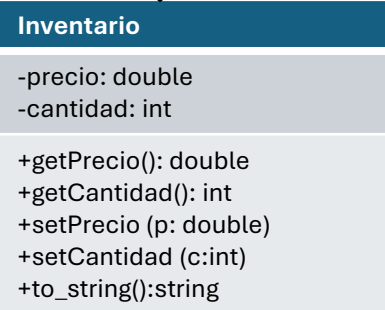 Inventario
-precio: double
-cantidad: int
+getPrecio(): double
+getCantidad(): int
+setPrecio (p: double)
+setCantidad (c:int)
+to_string():string